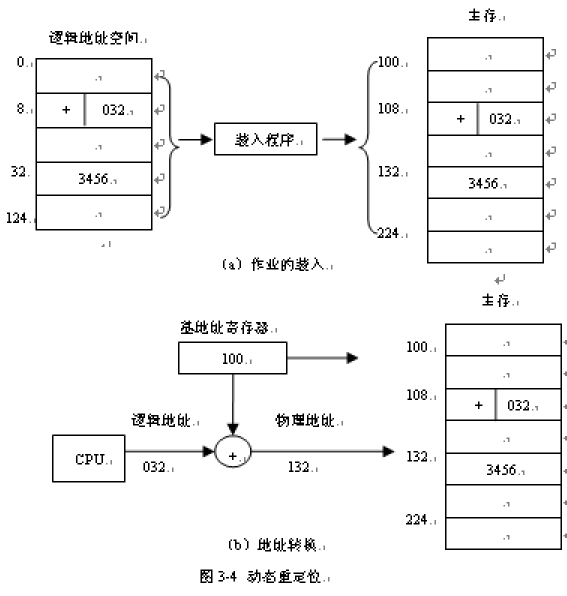 主存
逻辑地址空间
0
8
+ 032
32
3456
124
装入程序
100
108
+ 032
132
3456
224
（a）作业的装入
主存
基地址寄存器
100
100
108
+ 032
132
3456
224
逻辑地址
物理地址
CPU
032
+
132
（b）地址转换
图 3-4 动态重定位